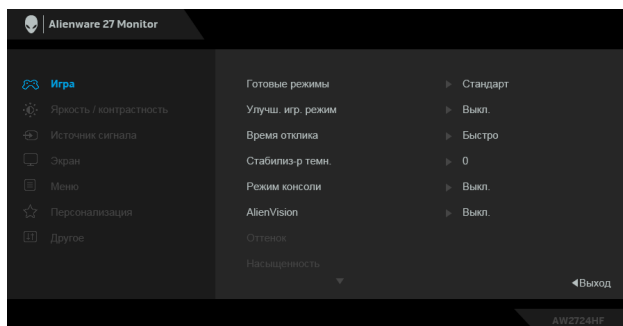 Alienware 27 Monitor
Игра
Яркость / контрастность
Источник сигнала
Экран
Меню
Персонализация
Другое
Готовые режимы Стандарт
Улучш. игр. режим Выкл.
Время отклика Быстро
Стабилиз-р темн. 0
Режим консоли Выкл.
AlienVision Выкл.
Оттенок
Насыщенность
Выход
AW2724HF